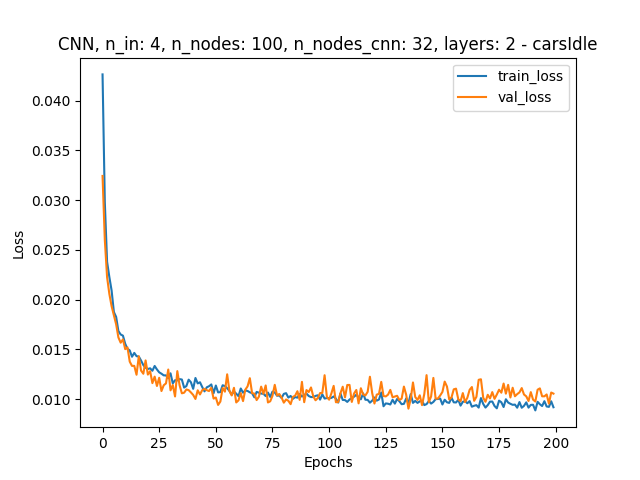 CNN, n_in: 4, n_nodes: 100, n_nodes_cnn: 32, layers: 2 - carsIdle
train_loss
val_loss
0.040
0.035
0.030
0.025
0.020
0.015
0.010
Loss
0 25 50 75 100 125 150 175 200
Epochs